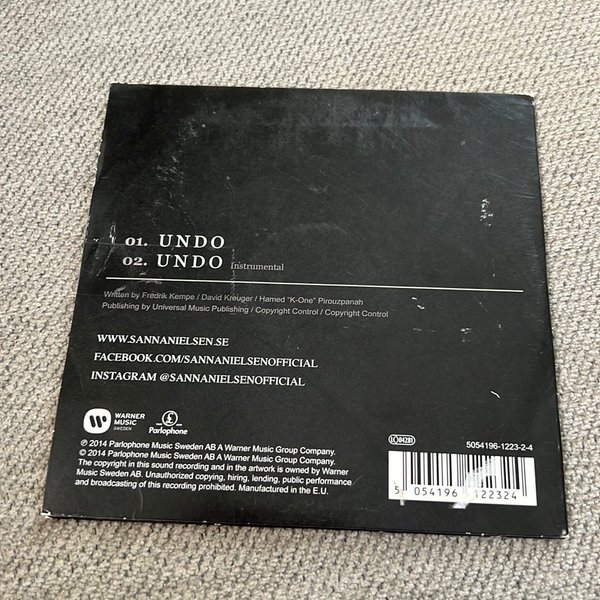 01. UNDO
02. UNDO Instrumental
Written by Fredrik Kempe / David Kreuger / Hamed "K-One" Pirouzpanah
Publishing by Universal Music Publishing / Copyright Control / Copyright Control
WWW.SANNANIELSEN.SE
FACEBOOK.COM/SANNANIELSENOFFICIAL
INSTAGRAM @SANNANIELSENOFFICIAL
WARNER MUSIC SWEDEN
Parlophone
LC 04281
℗ 2014 Parlophone Music Sweden AB A Warner Music Group Company.
© 2014 Parlophone Music Sweden AB A Warner Music Group Company.
The copyright in this sound recording and in the artwork is owned by Warner
Music Sweden AB. Unauthorized copying, hiring, lending, public performance
and broadcasting of this recording prohibited. Manufactured in the E.U.
5054196-1223-2-4
5 054196 122324